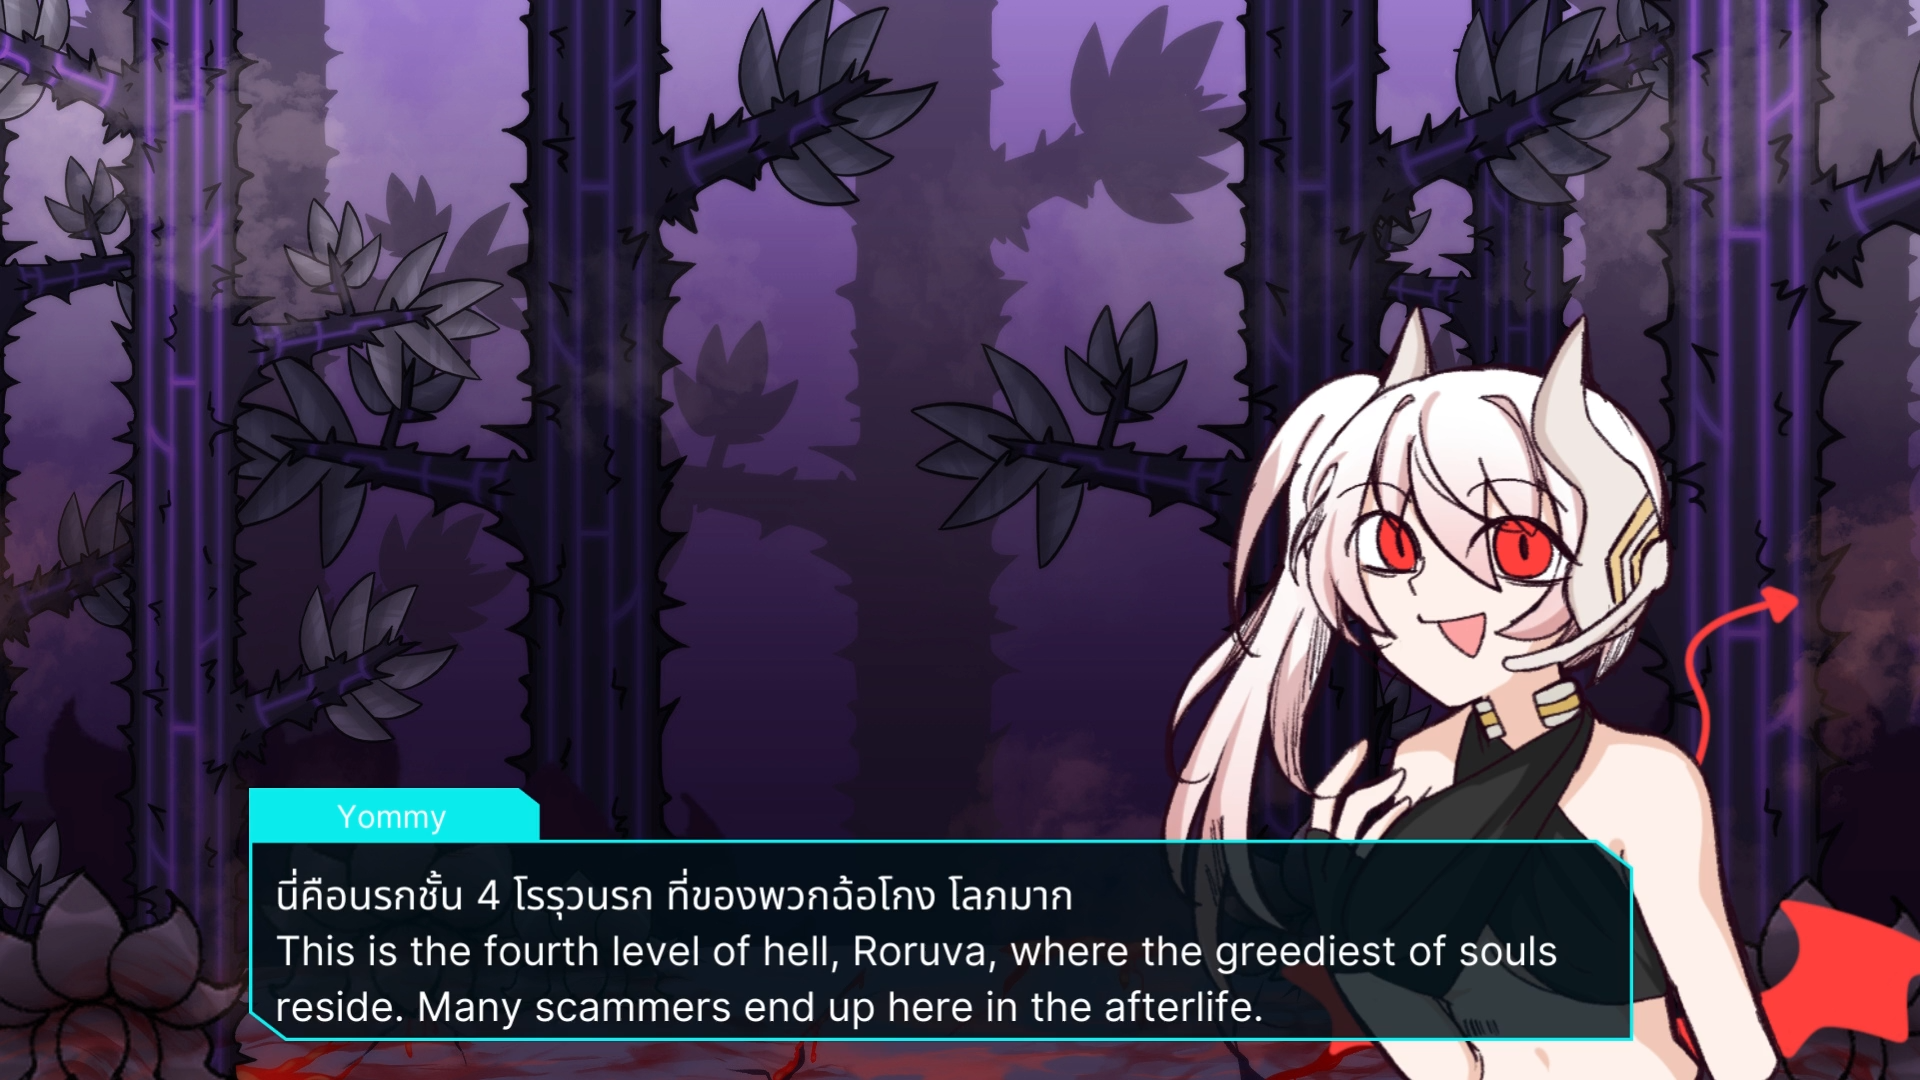 Yommy
นี่คือนรกชั้น 4 โรรุวนรก ที่ของพวกฉ้อโกง โลภมาก
This is the fourth level of hell, Roruva, where the greediest of souls
reside. Many scammers end up here in the afterlife.